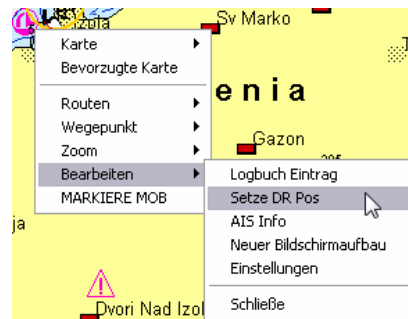 Sv Marko
Karte
Bevorzugte Karte
enia
Routen
Wegepunkt
Gazon
Zoom
Bearbeiten
Logbuch Eintrag
MARKIERE MOB
Setze DR Pos
ja
AIS Info
Neuer Bildschirmaufbau
Einstellungen
Dvori Nad Izol
Schließe